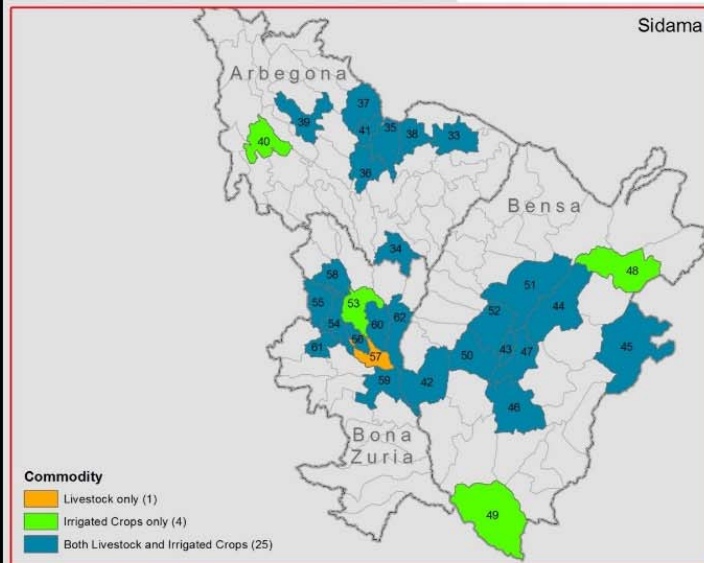 Sidama
Arbegona
37
39
41 35 38 33
40
36
Bensa
34
48
58
51
55 53
44
52
54 60 62
45
61 56
43 47
57
50
59 42
46
Bona
Zuria
49
Commodity
Livestock only (1)
Irrigated Crops only (4)
Both Livestock and Irrigated Crops (25)